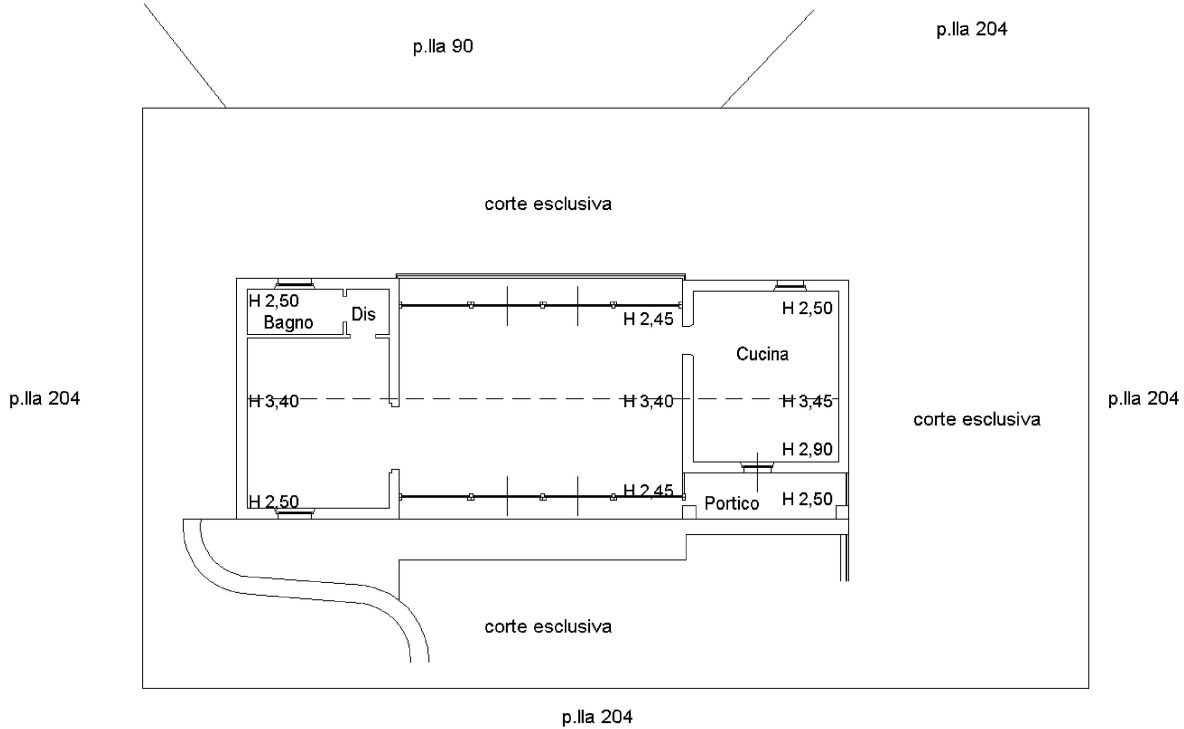 p.lla 204
p.lla 90
corte esclusiva
H 2,50
Bagno
Dis
H 2,45
H 2,50
Cucina
p.lla 204
H 3,40
H 3,40
H 3,45
p.lla 204
corte esclusiva
H 2,90
H 2,50
H 2,45
Portico
H 2,50
corte esclusiva
p.lla 204